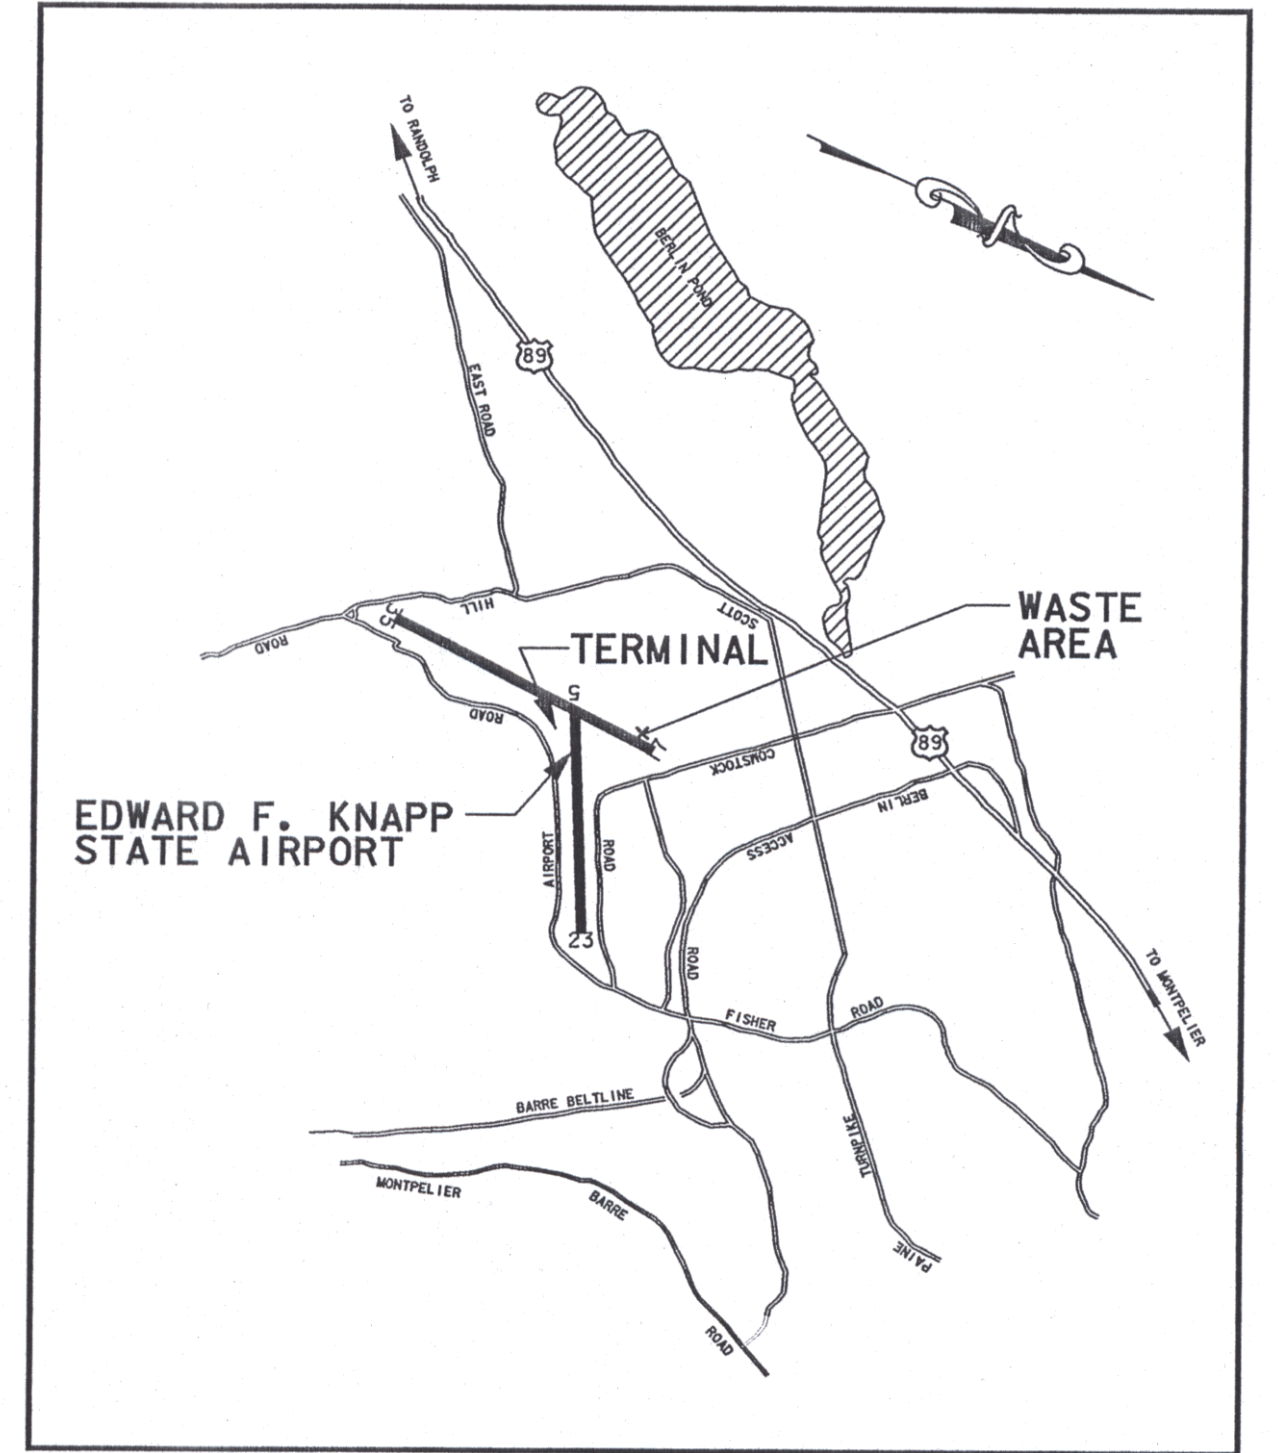 TO RANDOLPH
BERLIN POND
N
89
EAST ROAD
HILL
SCOTT
ROAD
WASTE
AREA
35
TERMINAL
5
ROAD
17
COMSTOCK
89
BERLIN
ACCESS
EDWARD F. KNAPP
STATE AIRPORT
AIRPORT
ROAD
23
ROAD
TO MONTPELIER
FISHER
ROAD
BARRE BELTLINE
TURNPIKE
MONTPELIER
BARRE
PAINE
ROAD